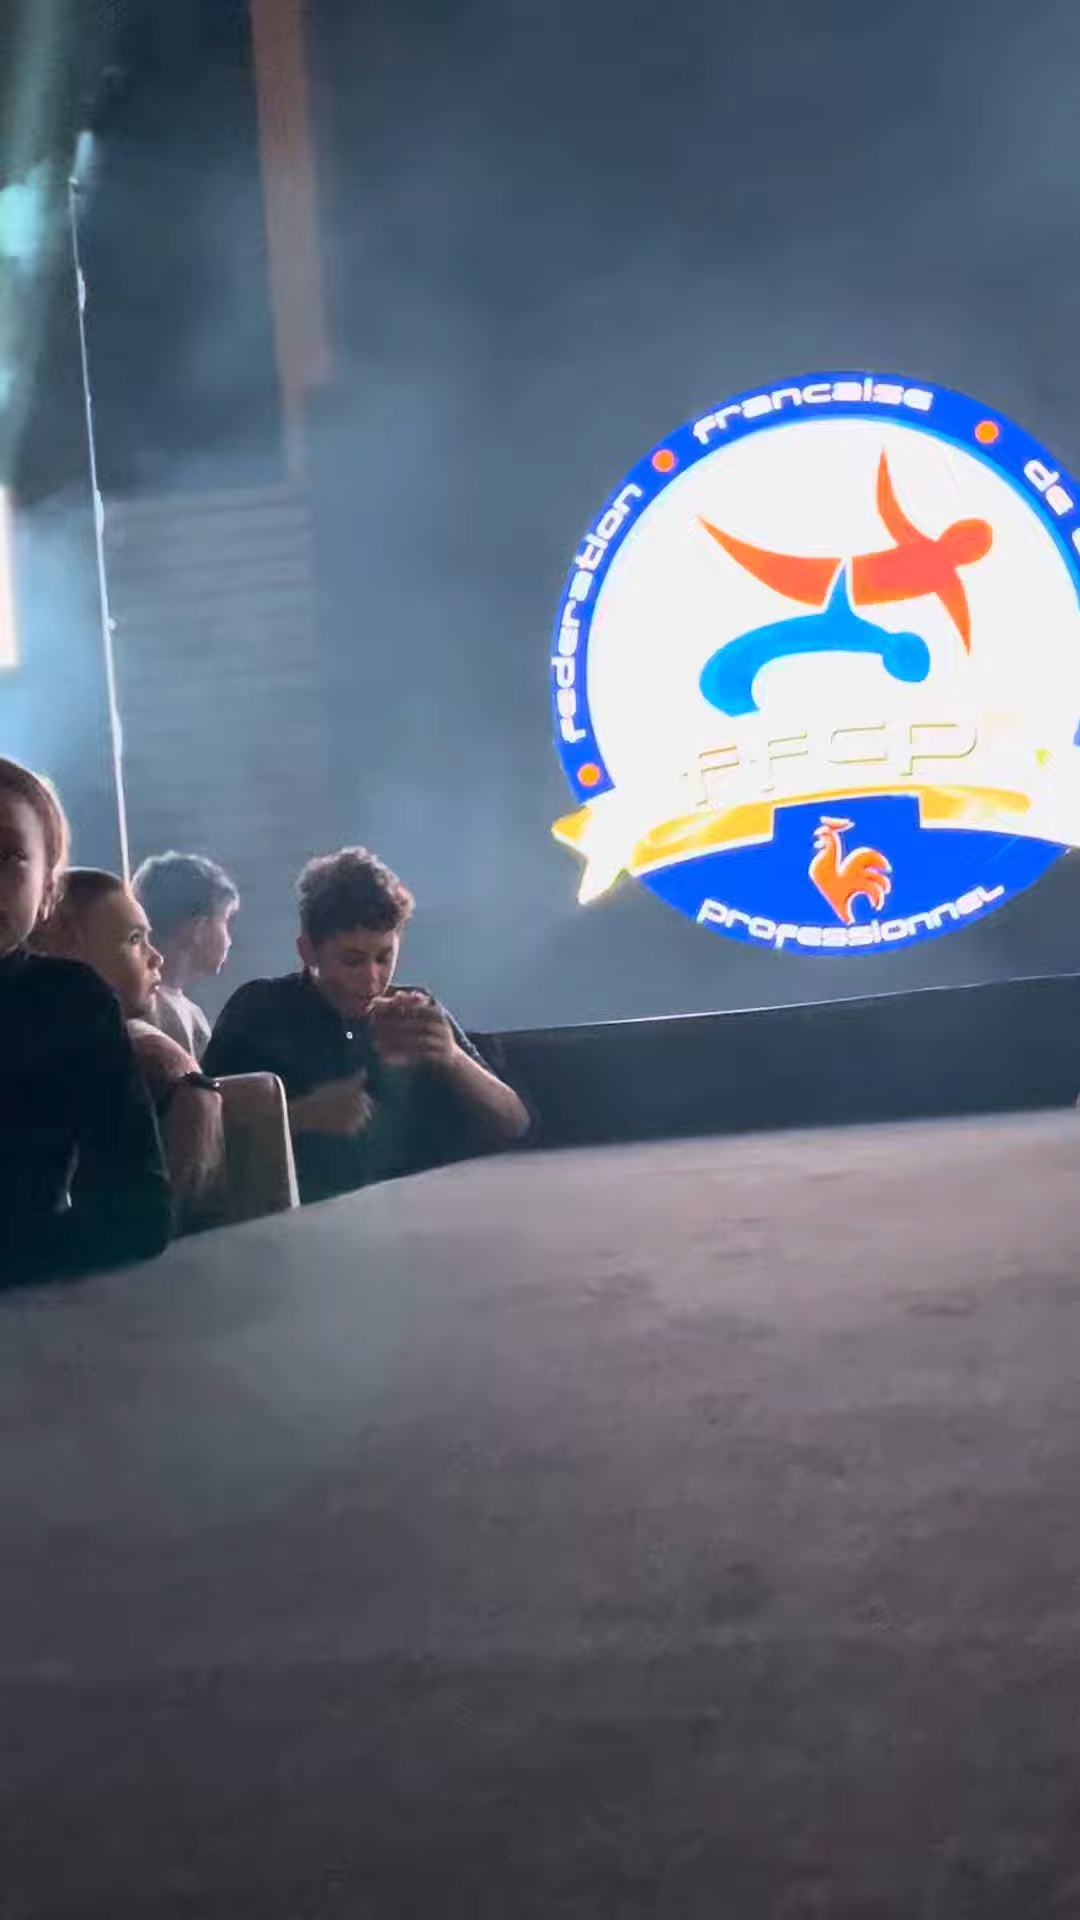 federation • francaise • de
FFCP
professionnel